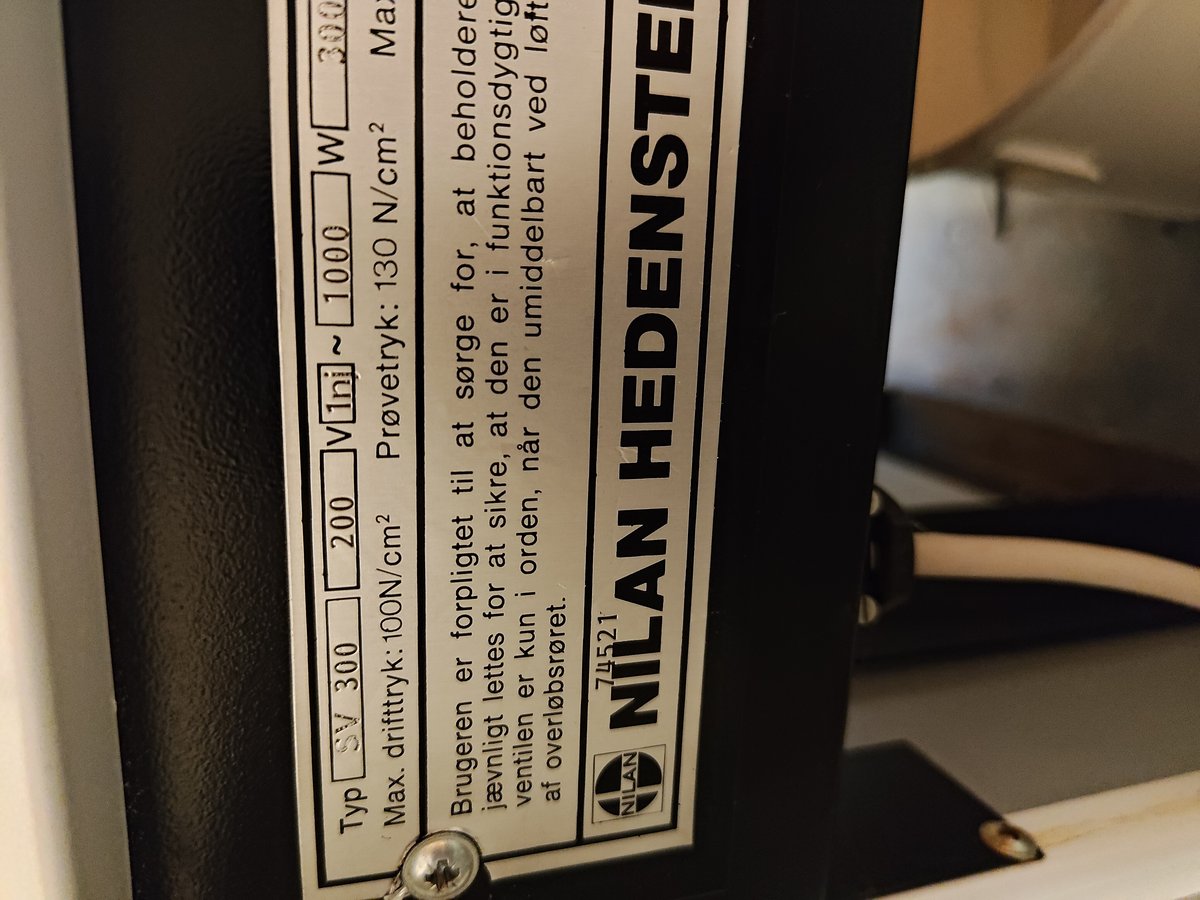 Typ SV 300 200 V 1nj ~ 1000 W 300
Max. drifttryk: 100N/cm² Prøvetryk: 130 N/cm² Max
Brugeren er forpligtet til at sørge for, at beholdere
jævnligt lettes for at sikre, at den er i funktionsdygtig
ventilen er kun i orden, når den umiddelbart ved løft
af overløbsrøret.
74521
NILAN NILAN HEDENSTE